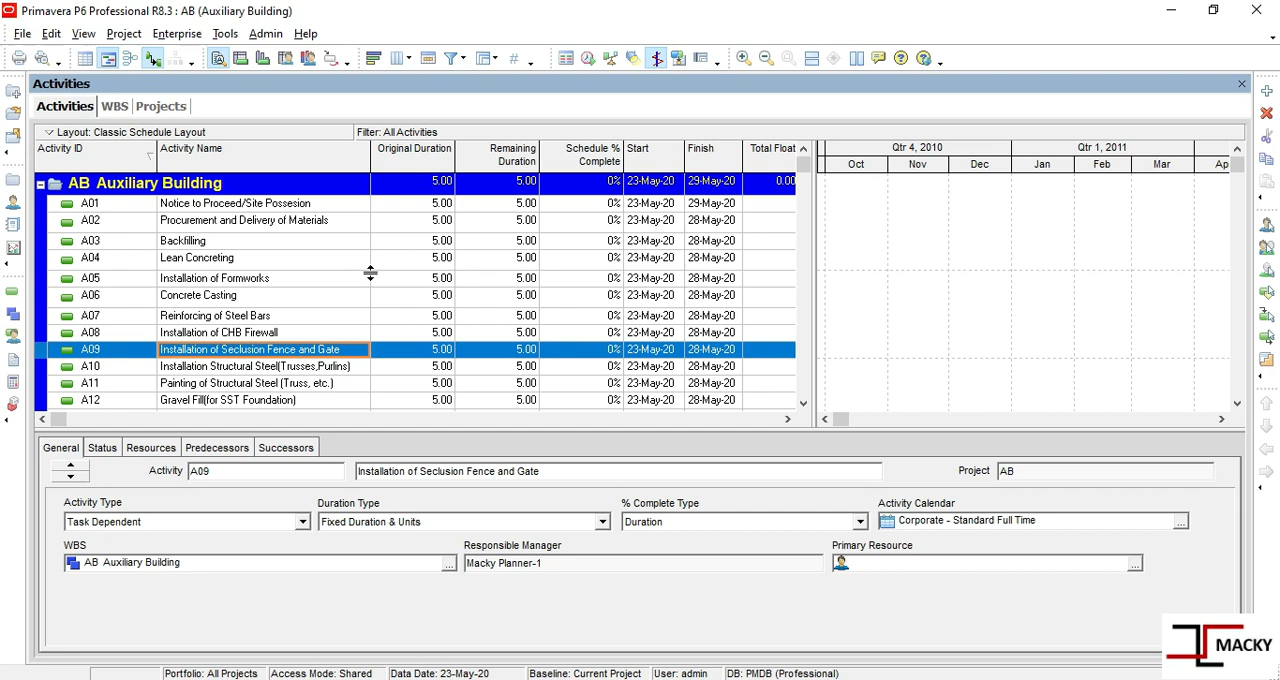 Primavera P6 Professional R8.3 : AB (Auxiliary Building)
File Edit View Project Enterprise Tools Admin Help
Activities
Activities WBS Projects
Layout: Classic Schedule Layout Filter: All Activities
Activity ID Activity Name Original Duration Remaining Duration Schedule % Complete Start Finish Total Float
Qtr 4, 2010 Qtr 1, 2011
Oct Nov Dec Jan Feb Mar Ap
AB Auxiliary Building 5.00 5.00 0% 23-May-20 29-May-20 0.00
A01 Notice to Proceed/Site Possesion 5.00 5.00 0% 23-May-20 29-May-20
A02 Procurement and Delivery of Materials 5.00 5.00 0% 23-May-20 28-May-20
A03 Backfilling 5.00 5.00 0% 23-May-20 28-May-20
A04 Lean Concreting 5.00 5.00 0% 23-May-20 28-May-20
A05 Installation of Formworks 5.00 5.00 0% 23-May-20 28-May-20
A06 Concrete Casting 5.00 5.00 0% 23-May-20 28-May-20
A07 Reinforcing of Steel Bars 5.00 5.00 0% 23-May-20 28-May-20
A08 Installation of CHB Firewall 5.00 5.00 0% 23-May-20 28-May-20
A09 Installation of Seclusion Fence and Gate 5.00 5.00 0% 23-May-20 28-May-20
A10 Installation Structural Steel(Trusses,Purlins) 5.00 5.00 0% 23-May-20 28-May-20
A11 Painting of Structural Steel (Truss, etc.) 5.00 5.00 0% 23-May-20 28-May-20
A12 Gravel Fill(for SST Foundation) 5.00 5.00 0% 23-May-20 28-May-20
General Status Resources Predecessors Successors
Activity A09 Installation of Seclusion Fence and Gate Project AB
Activity Type Duration Type % Complete Type Activity Calendar
Task Dependent Fixed Duration & Units Duration Corporate - Standard Full Time ...
WBS Responsible Manager Primary Resource
AB Auxiliary Building ... Macky Planner-1 ...
MACKY
Portfolio: All Projects Access Mode: Shared Data Date: 23-May-20 Baseline: Current Project User: admin DB: PMDB (Professional)